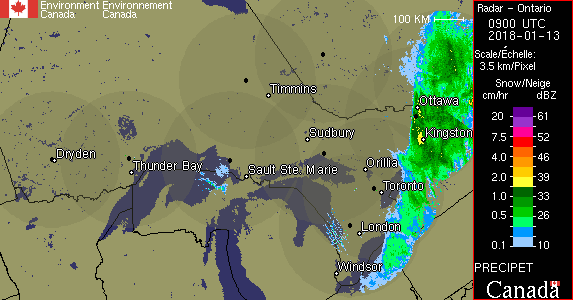 Environment Environnement
Canada Canada
100 KM
Timmins
Ottawa
Sudbury
Kingston
Dryden
Thunder Bay
Sault Ste. Marie
Orillia
Toronto
London
Windsor
Radar - Ontario
0900 UTC
2018-01-13
Scale/Échelle:
3.5 km/Pixel
Snow/Neige
cm/hr dBZ
20 61
7.5 52
4.0 46
2.0 39
1.0 33
0.5 26
0.1 10
PRECIPET
Canada